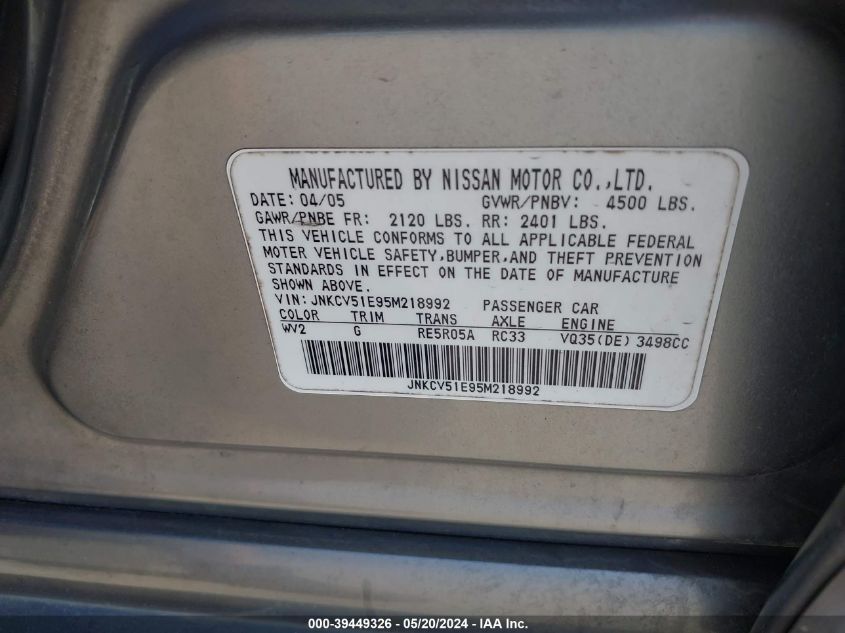 MANUFACTURED BY NISSAN MOTOR CO.,LTD.
DATE: 04/05 GVWR/PNBV: 4500 LBS.
GAWR/PNBE FR: 2120 LBS. RR: 2401 LBS.
THIS VEHICLE CONFORMS TO ALL APPLICABLE FEDERAL
MOTOR VEHICLE SAFETY,BUMPER,AND THEFT PREVENTION
STANDARDS IN EFFECT ON THE DATE OF MANUFACTURE
SHOWN ABOVE.
VIN: JNKCV51E95M218992 PASSENGER CAR
COLOR TRIM TRANS AXLE ENGINE
WV2 G RE5R05A RC33 VQ35(DE) 3498CC
JNKCV51E95M218992
000-39449326 - 05/20/2024 - IAA Inc.